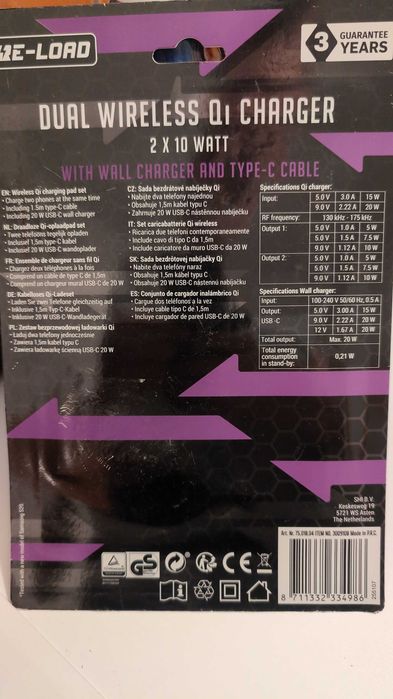 RE-LOAD
3 GUARANTEE
YEARS
DUAL WIRELESS Qi CHARGER
2 X 10 WATT
WITH WALL CHARGER AND TYPE-C CABLE
EN: Wireless Qi charging pad set
• Charge two phones at the same time
• Including 1.5m type-C cable
• Including 20 W USB-C wall charger
NL: Draadloze Qi-oplaadpad set
• Twee telefoons tegelijk opladen
• Inclusief 1,5m type-C kabel
• Inclusief 20 W USB-C wandoplader
FR: Ensemble de chargeur sans fil Qi
• Chargez deux téléphones à la fois
• Comprend un cable de type C de 1,5m
• Comprend un chargeur mural USB-C de 20 W
DE: Kabelloses Qi-Ladeset
• Laden Sie zwei Telefone gleichzeitig auf
• Inklusive 1,5m Typ-C-Kabel
• Inklusive 20 W USB-C-Wandladegerät
PL: Zestaw bezprzewodowej ładowarki Qi
• Ładuj dwa telefony jednocześnie
• Zawiera 1,5m kabel typu C
• Zawiera ładowarkę ścienną USB-C 20 W
CZ: Sada bezdrátové nabíječky Qi
• Nabijte dva telefony najednou
• Obsahuje 1,5m kabel typu C
• Zahrnuje 20 W USB-C nástěnnou nabíječku
IT: Set caricabatterie Qi wireless
• Ricarica due telefoni contemporaneamente
• Include cavo di tipo C da 1,5m
• Include caricatore da muro USB-C da 20 W
SK: Sada bezdrôtovej nabíjačky Qi
• Nabite dva telefóny naraz
• Obsahuje 1,5m kábel typu C
• Obsahuje 20 W USB-C nástennú nabíjačku
ES: Conjunto de cargador inalámbrico Qi
• Cargue dos teléfonos a la vez
• Incluye cable tipo C de 1,5m
• Incluye cargador de pared USB-C de 20 W
Specifications Qi charger:
Input: 5.0 V 3.0 A 15 W
9.0 V 2.22 A 20 W
RF frequency: 130 kHz - 175 kHz
Output 1: 5.0 V 1.0 A 5 W
5.0 V 1.5 A 7.5W
9.0 V 1.12 A 10 W
Output 2: 5.0 V 1.0 A 5 W
5.0 V 1.5 A 7.5W
9.0 V 1.12 A 10 W
Specifications Wall charger:
Input: 100-240 V 50/60 Hz, 0.5 A
Output: 5.0 V 3.00 A 15 W
USB-C 9.0 V 2.22 A 20 W
12 V 1.67 A 20 W
Total output: Max. 20 W
Total energy
consumption
in stand-by: 0,21 W
SHI B.V.
Keskesweg 19
5721 WS Asten
The Netherlands
Made in P.R.C.
*Tested with a new model of Samsung S20.
GS
CE
8 711332 334986
255107